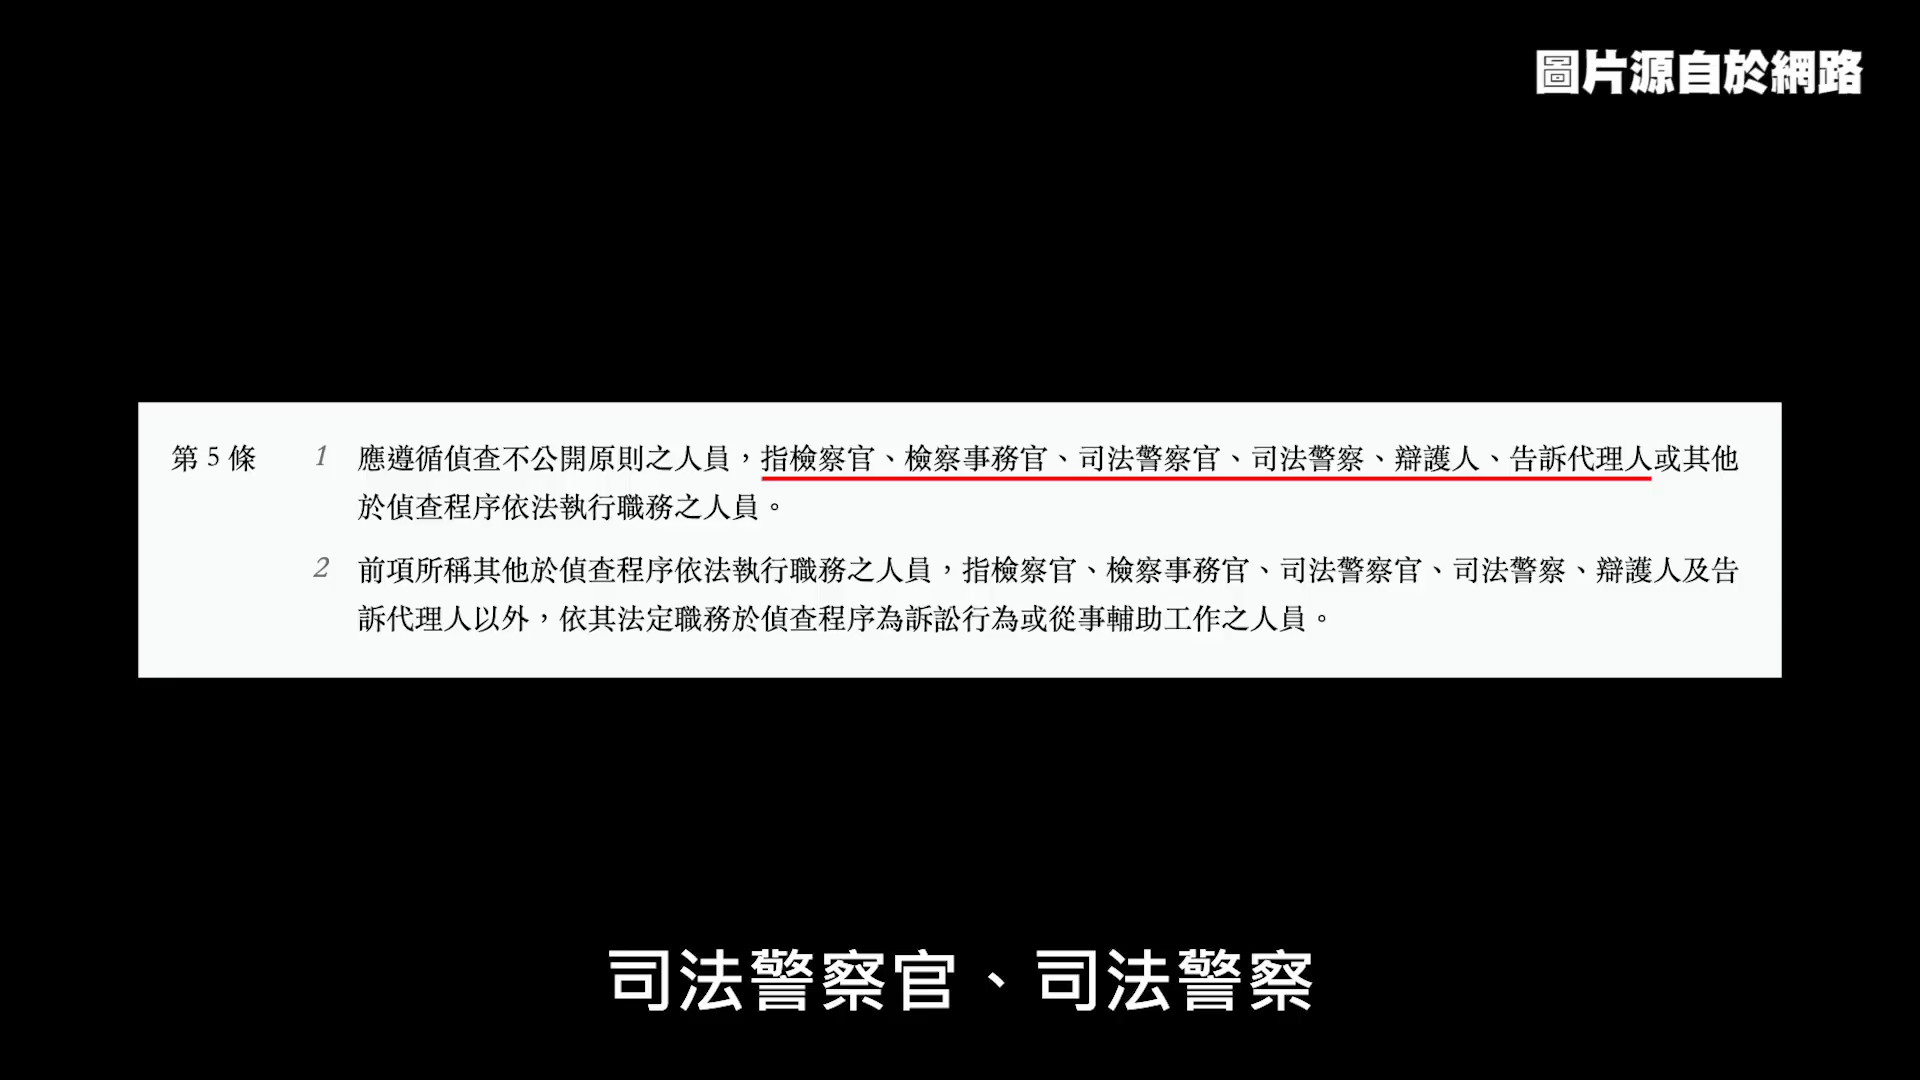 圖片源自於網路
第 5 條 1 應遵循偵查不公開原則之人員，指檢察官、檢察事務官、司法警察官、司法警察、辯護人、告訴代理人或其他
於偵查程序依法執行職務之人員。
2 前項所稱其他於偵查程序依法執行職務之人員，指檢察官、檢察事務官、司法警察官、司法警察、辯護人及告
訴代理人以外，依其法定職務於偵查程序為訴訟行為或從事輔助工作之人員。
司法警察官、司法警察